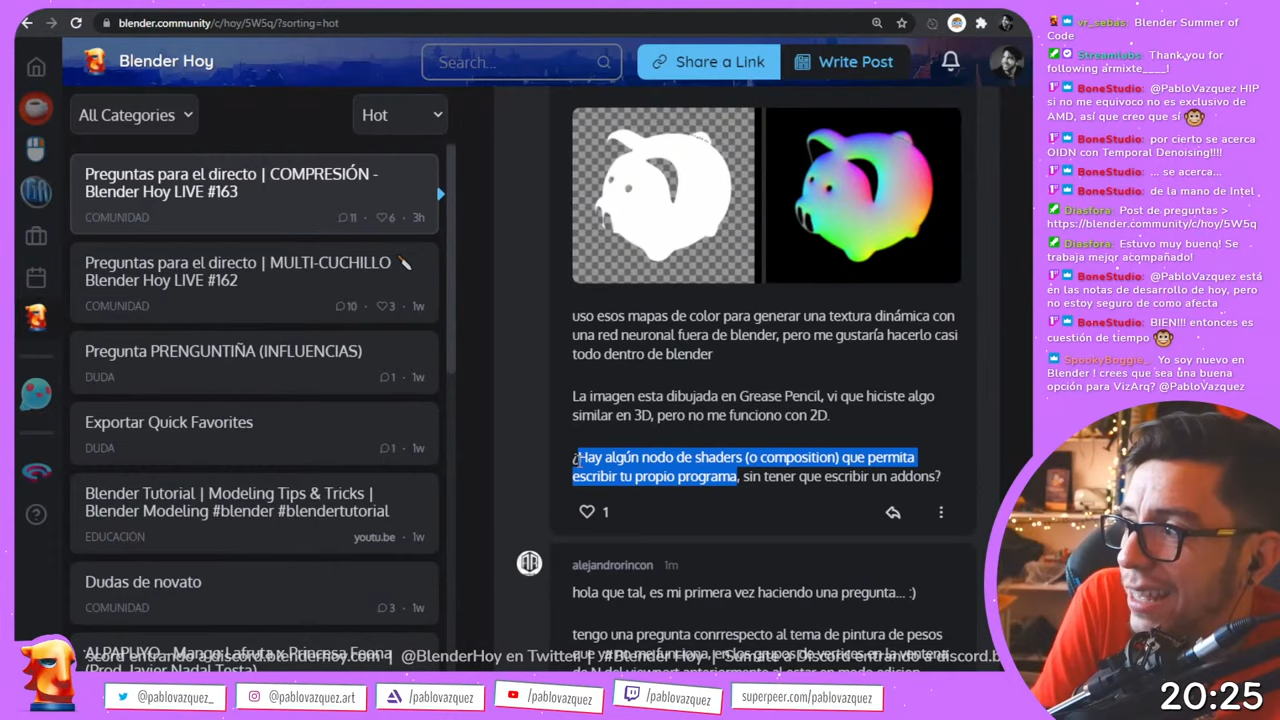 blender.community/c/hoy/5W5q/?sorting=hot
Blender Hoy
Search...
Share a Link
Write Post
All Categories
Hot
Preguntas para el directo | COMPRESIÓN -
Blender Hoy LIVE #163
COMUNIDAD
11 · 6 · 3h
Preguntas para el directo | MULTI-CUCHILLO 🔪
Blender Hoy LIVE #162
COMUNIDAD
10 · 3 · 1w
Pregunta PRENGUNTIÑA (INFLUENCIAS)
DUDA
1 · 1w
Exportar Quick Favorites
DUDA
1 · 1w
Blender Tutorial | Modeling Tips & Tricks |
Blender Modeling #blender #blendertutorial
EDUCACIÓN
youtu.be · 1w
Dudas de novato
COMUNIDAD
3 · 1w
uso esos mapas de color para generar una textura dinámica con
una red neuronal fuera de blender, pero me gustaría hacerlo casi
todo dentro de blender
La imagen esta dibujada en Grease Pencil, vi que hiciste algo
similar en 3D, pero no me funciono con 2D.
¿Hay algún nodo de shaders (o composition) que permita
escribir tu propio programa, sin tener que escribir un addons?
1
alejandrorincon 1m
hola que tal, es mi primera vez haciendo una pregunta... :)
tengo una pregunta conrrespecto al tema de pintura de pesos
vr_sebas: Blender Summer of
Code
Streamlabs: Thank you for
following armixte____!
BoneStudio: @PabloVazquez HIP
si no me equivoco no es exclusivo de
AMD, así que creo que sí
BoneStudio: por cierto se acerca
OIDN con Temporal Denoising!!!!
BoneStudio: ... se acerca...
BoneStudio: de la mano de Intel
Diasfora: Post de preguntas >
https://blender.community/c/hoy/5W5q
Diasfora: Estuvo muy bueno! Se
trabaja mejor acompañado!
BoneStudio: @PabloVazquez está
en las notas de desarrollo de hoy, pero
no estoy seguro de como afecta
BoneStudio: BIEN!!! entonces es
cuestión de tiempo
SpookyBoggie_: Yo soy nuevo en
Blender ! crees que sea una buena
opción para VizArq? @PabloVazquez
@BlenderHoy en Twitter | #BlenderHoy |
@pablovazquez_
@pablovazquez.art
/pablovazquez
/pablovazquez
/pablovazquez
superpeer.com/pablovazquez
20:25